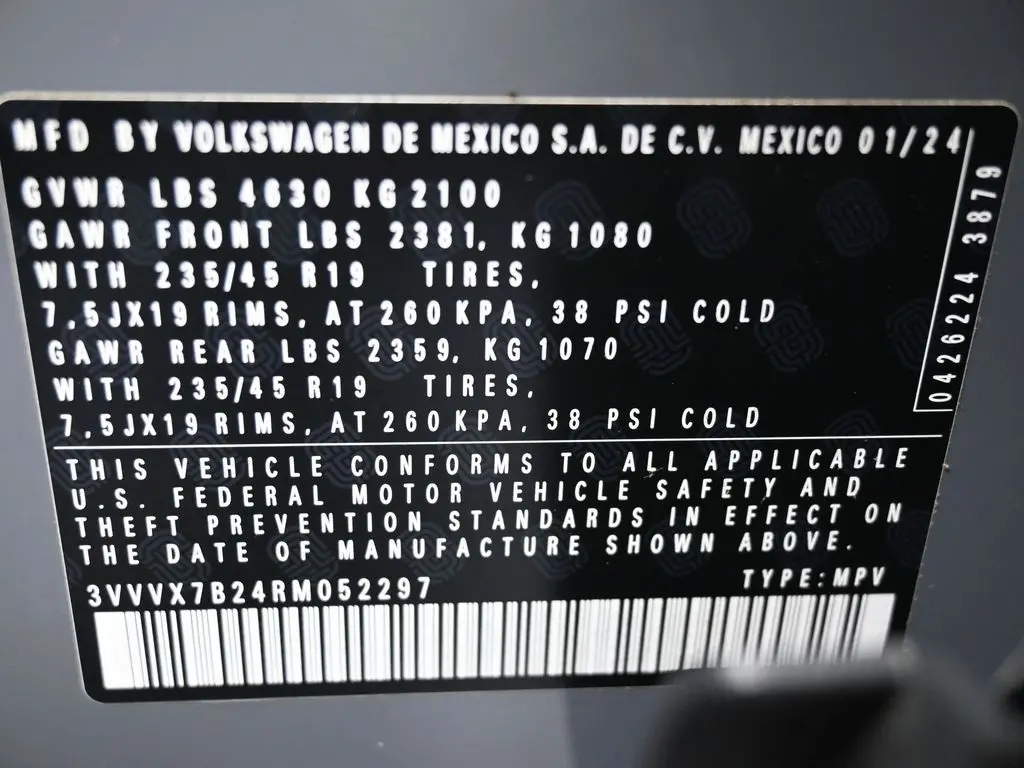 MFD BY VOLKSWAGEN DE MEXICO S.A. DE C.V. MEXICO 01/24
GVWR LBS 4630 KG 2100
GAWR FRONT LBS 2381, KG 1080
WITH 235/45 R19 TIRES,
7,5JX19 RIMS, AT 260 KPA, 38 PSI COLD
GAWR REAR LBS 2359, KG 1070
WITH 235/45 R19 TIRES,
7,5JX19 RIMS, AT 260 KPA, 38 PSI COLD
0426224 3879
THIS VEHICLE CONFORMS TO ALL APPLICABLE
U.S. FEDERAL MOTOR VEHICLE SAFETY AND
THEFT PREVENTION STANDARDS IN EFFECT ON
THE DATE OF MANUFACTURE SHOWN ABOVE.
3VVVX7B24RM052297 TYPE:MPV